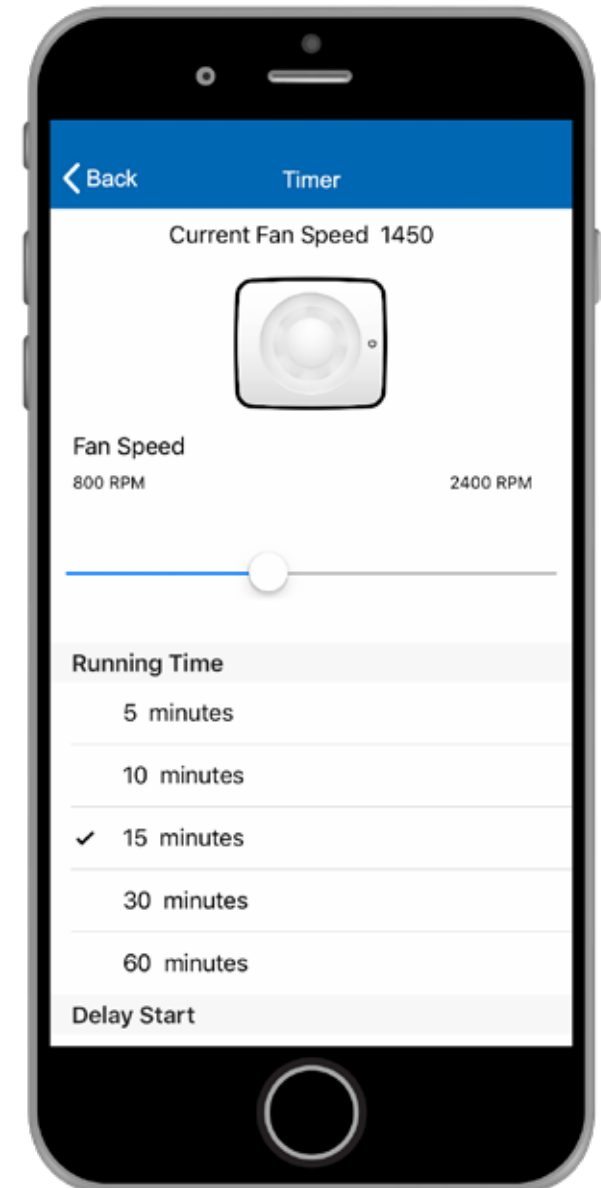 Back Timer
Current Fan Speed 1450
Fan Speed
800 RPM 2400 RPM
Running Time
5 minutes
10 minutes
15 minutes
30 minutes
60 minutes
Delay Start